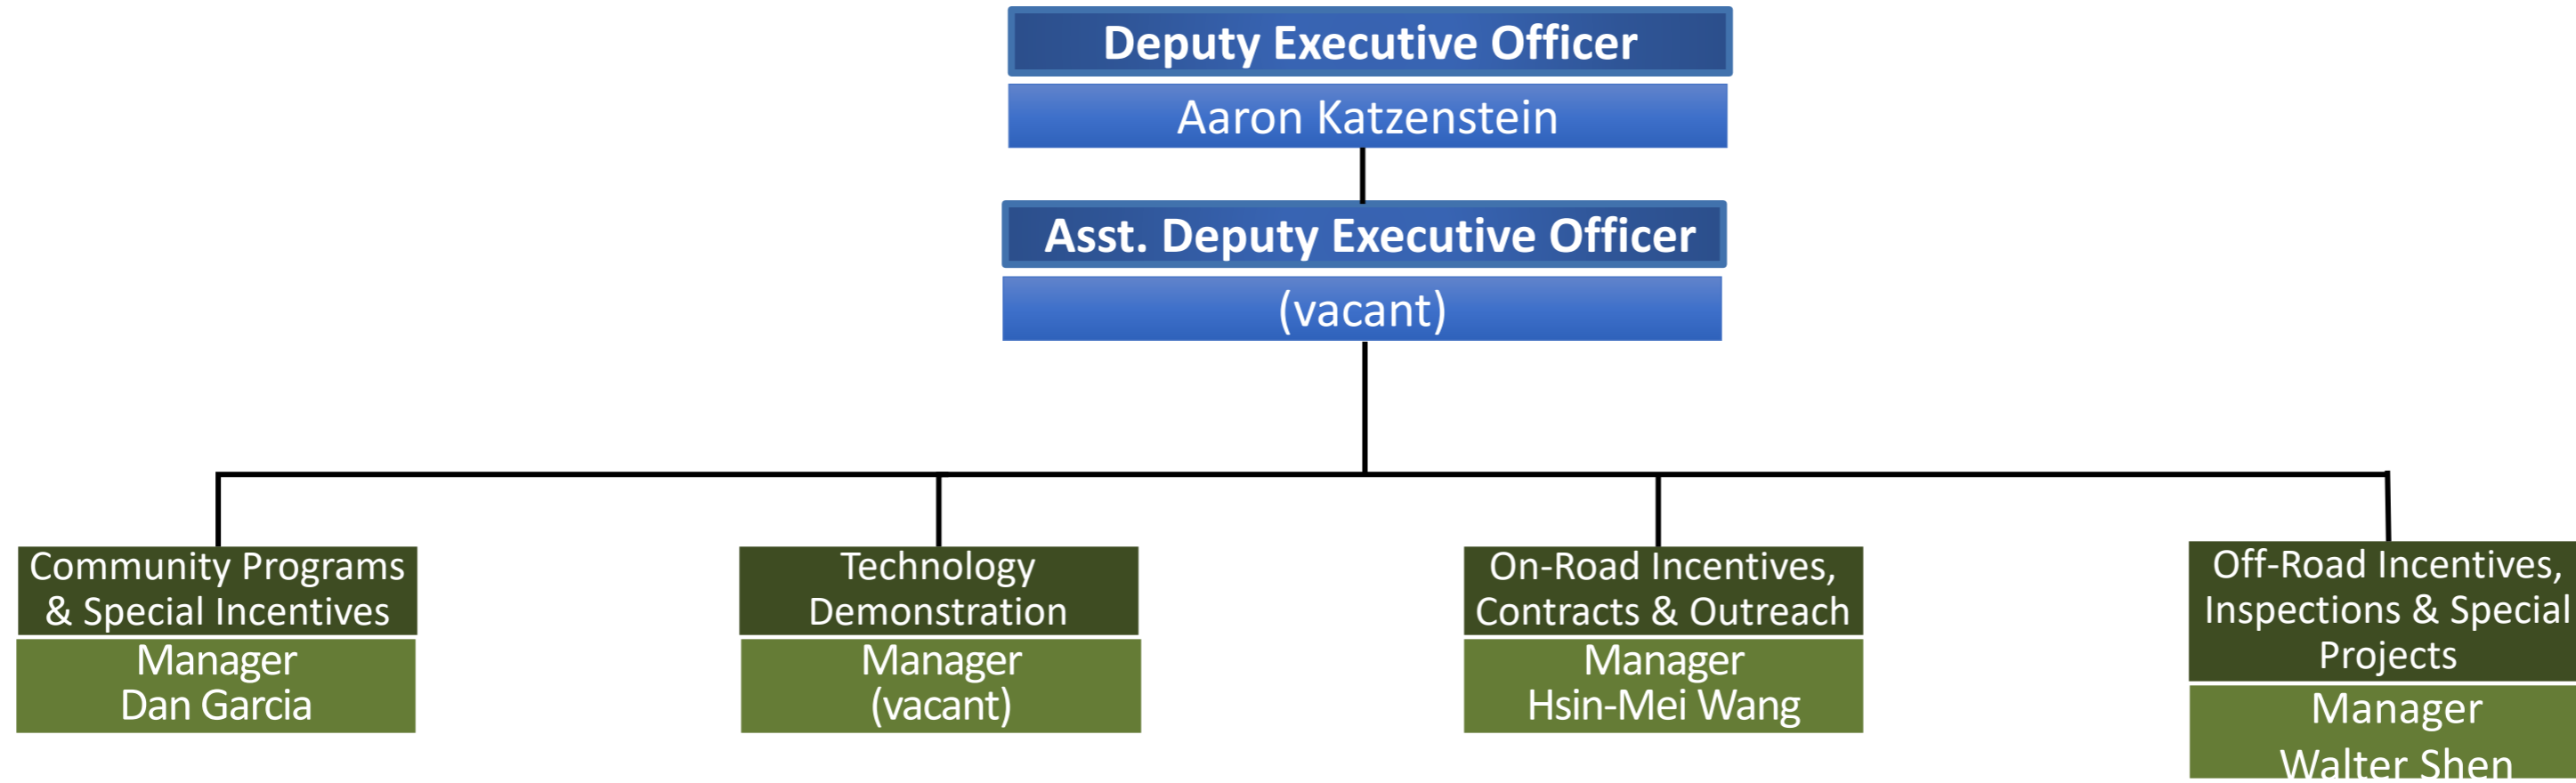 Deputy Executive Officer
Aaron Katzenstein
Asst. Deputy Executive Officer
(vacant)
Community Programs
& Special Incentives
Manager
Dan Garcia
Technology
Demonstration
Manager
(vacant)
On-Road Incentives,
Contracts & Outreach
Manager
Hsin-Mei Wang
Off-Road Incentives,
Inspections & Special
Projects
Manager
Walter Shen